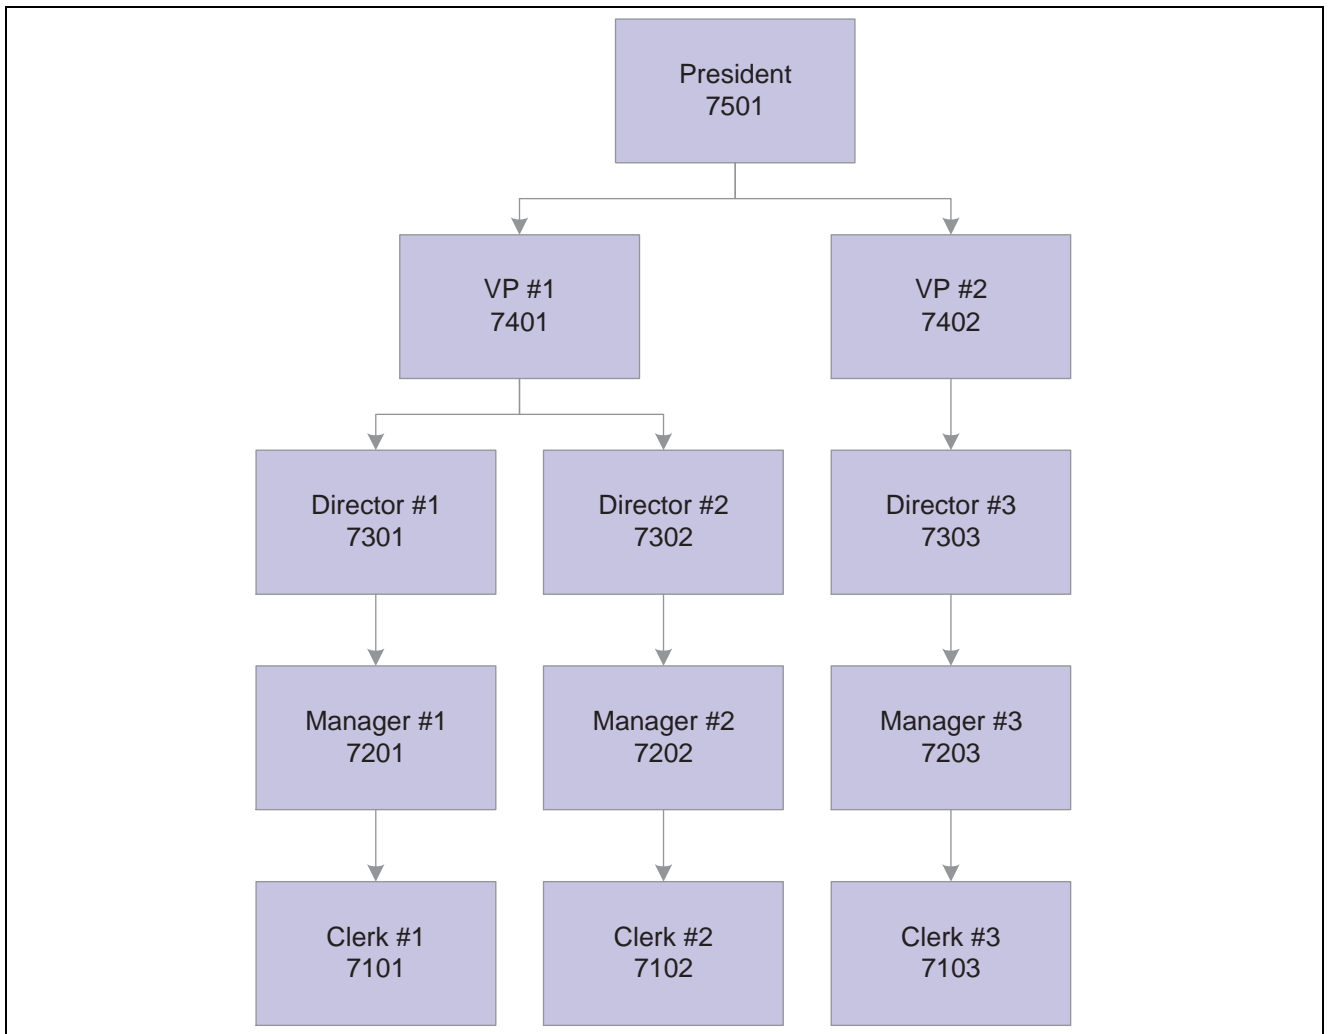 President
7501
VP #1
7401
VP #2
7402
Director #1
7301
Director #2
7302
Director #3
7303
Manager #1
7201
Manager #2
7202
Manager #3
7203
Clerk #1
7101
Clerk #2
7102
Clerk #3
7103